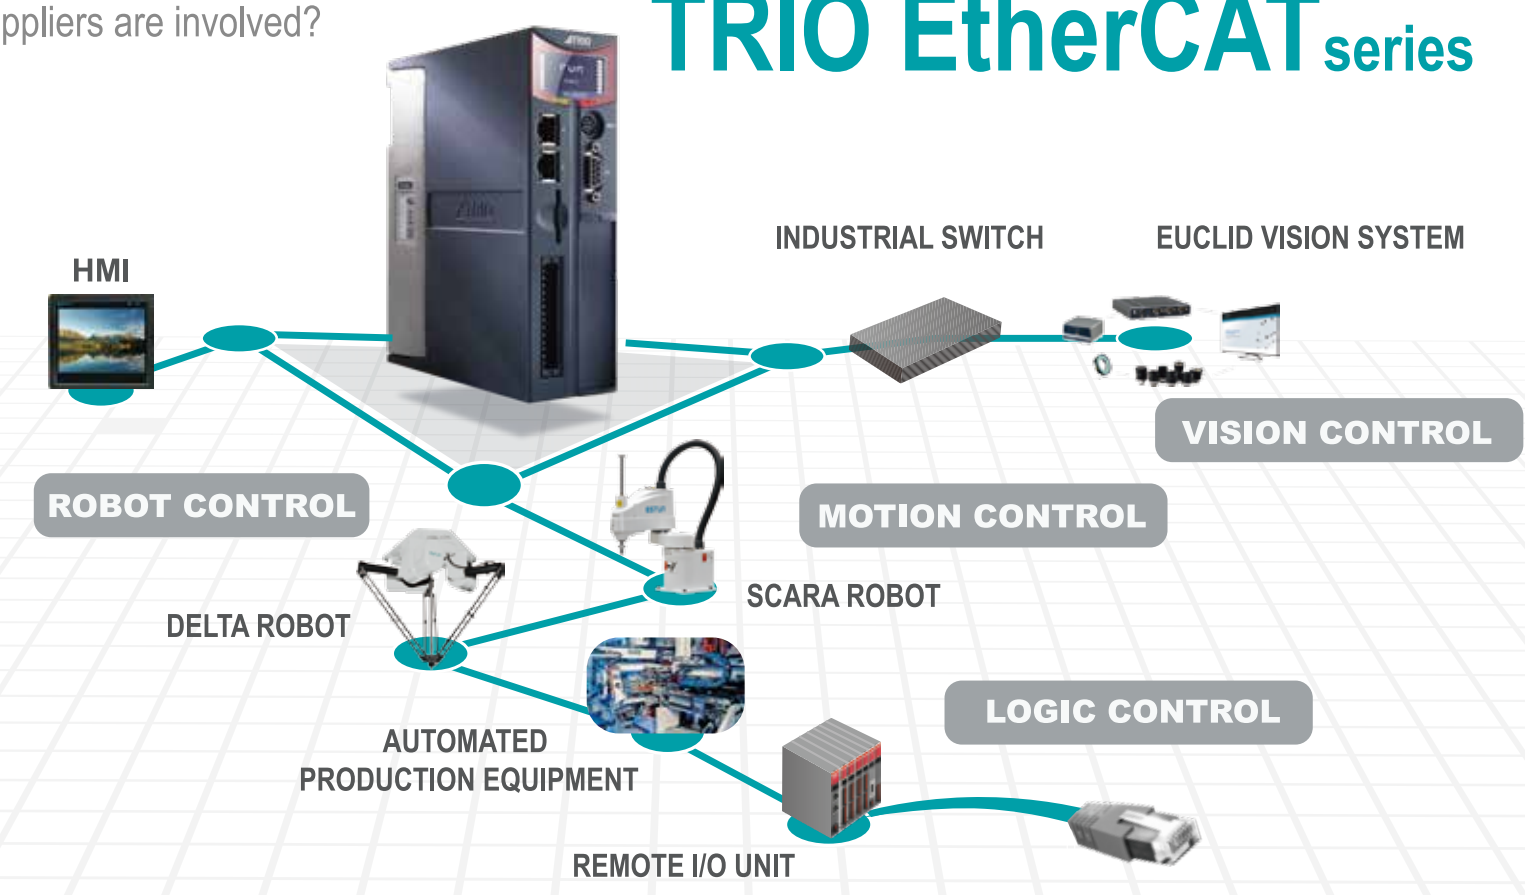 ppliers are involved?
TRIO EtherCAT series
TRIO
INDUSTRIAL SWITCH
EUCLID VISION SYSTEM
HMI
VISION CONTROL
ROBOT CONTROL
MOTION CONTROL
SCARA ROBOT
DELTA ROBOT
LOGIC CONTROL
AUTOMATED
PRODUCTION EQUIPMENT
REMOTE I/O UNIT